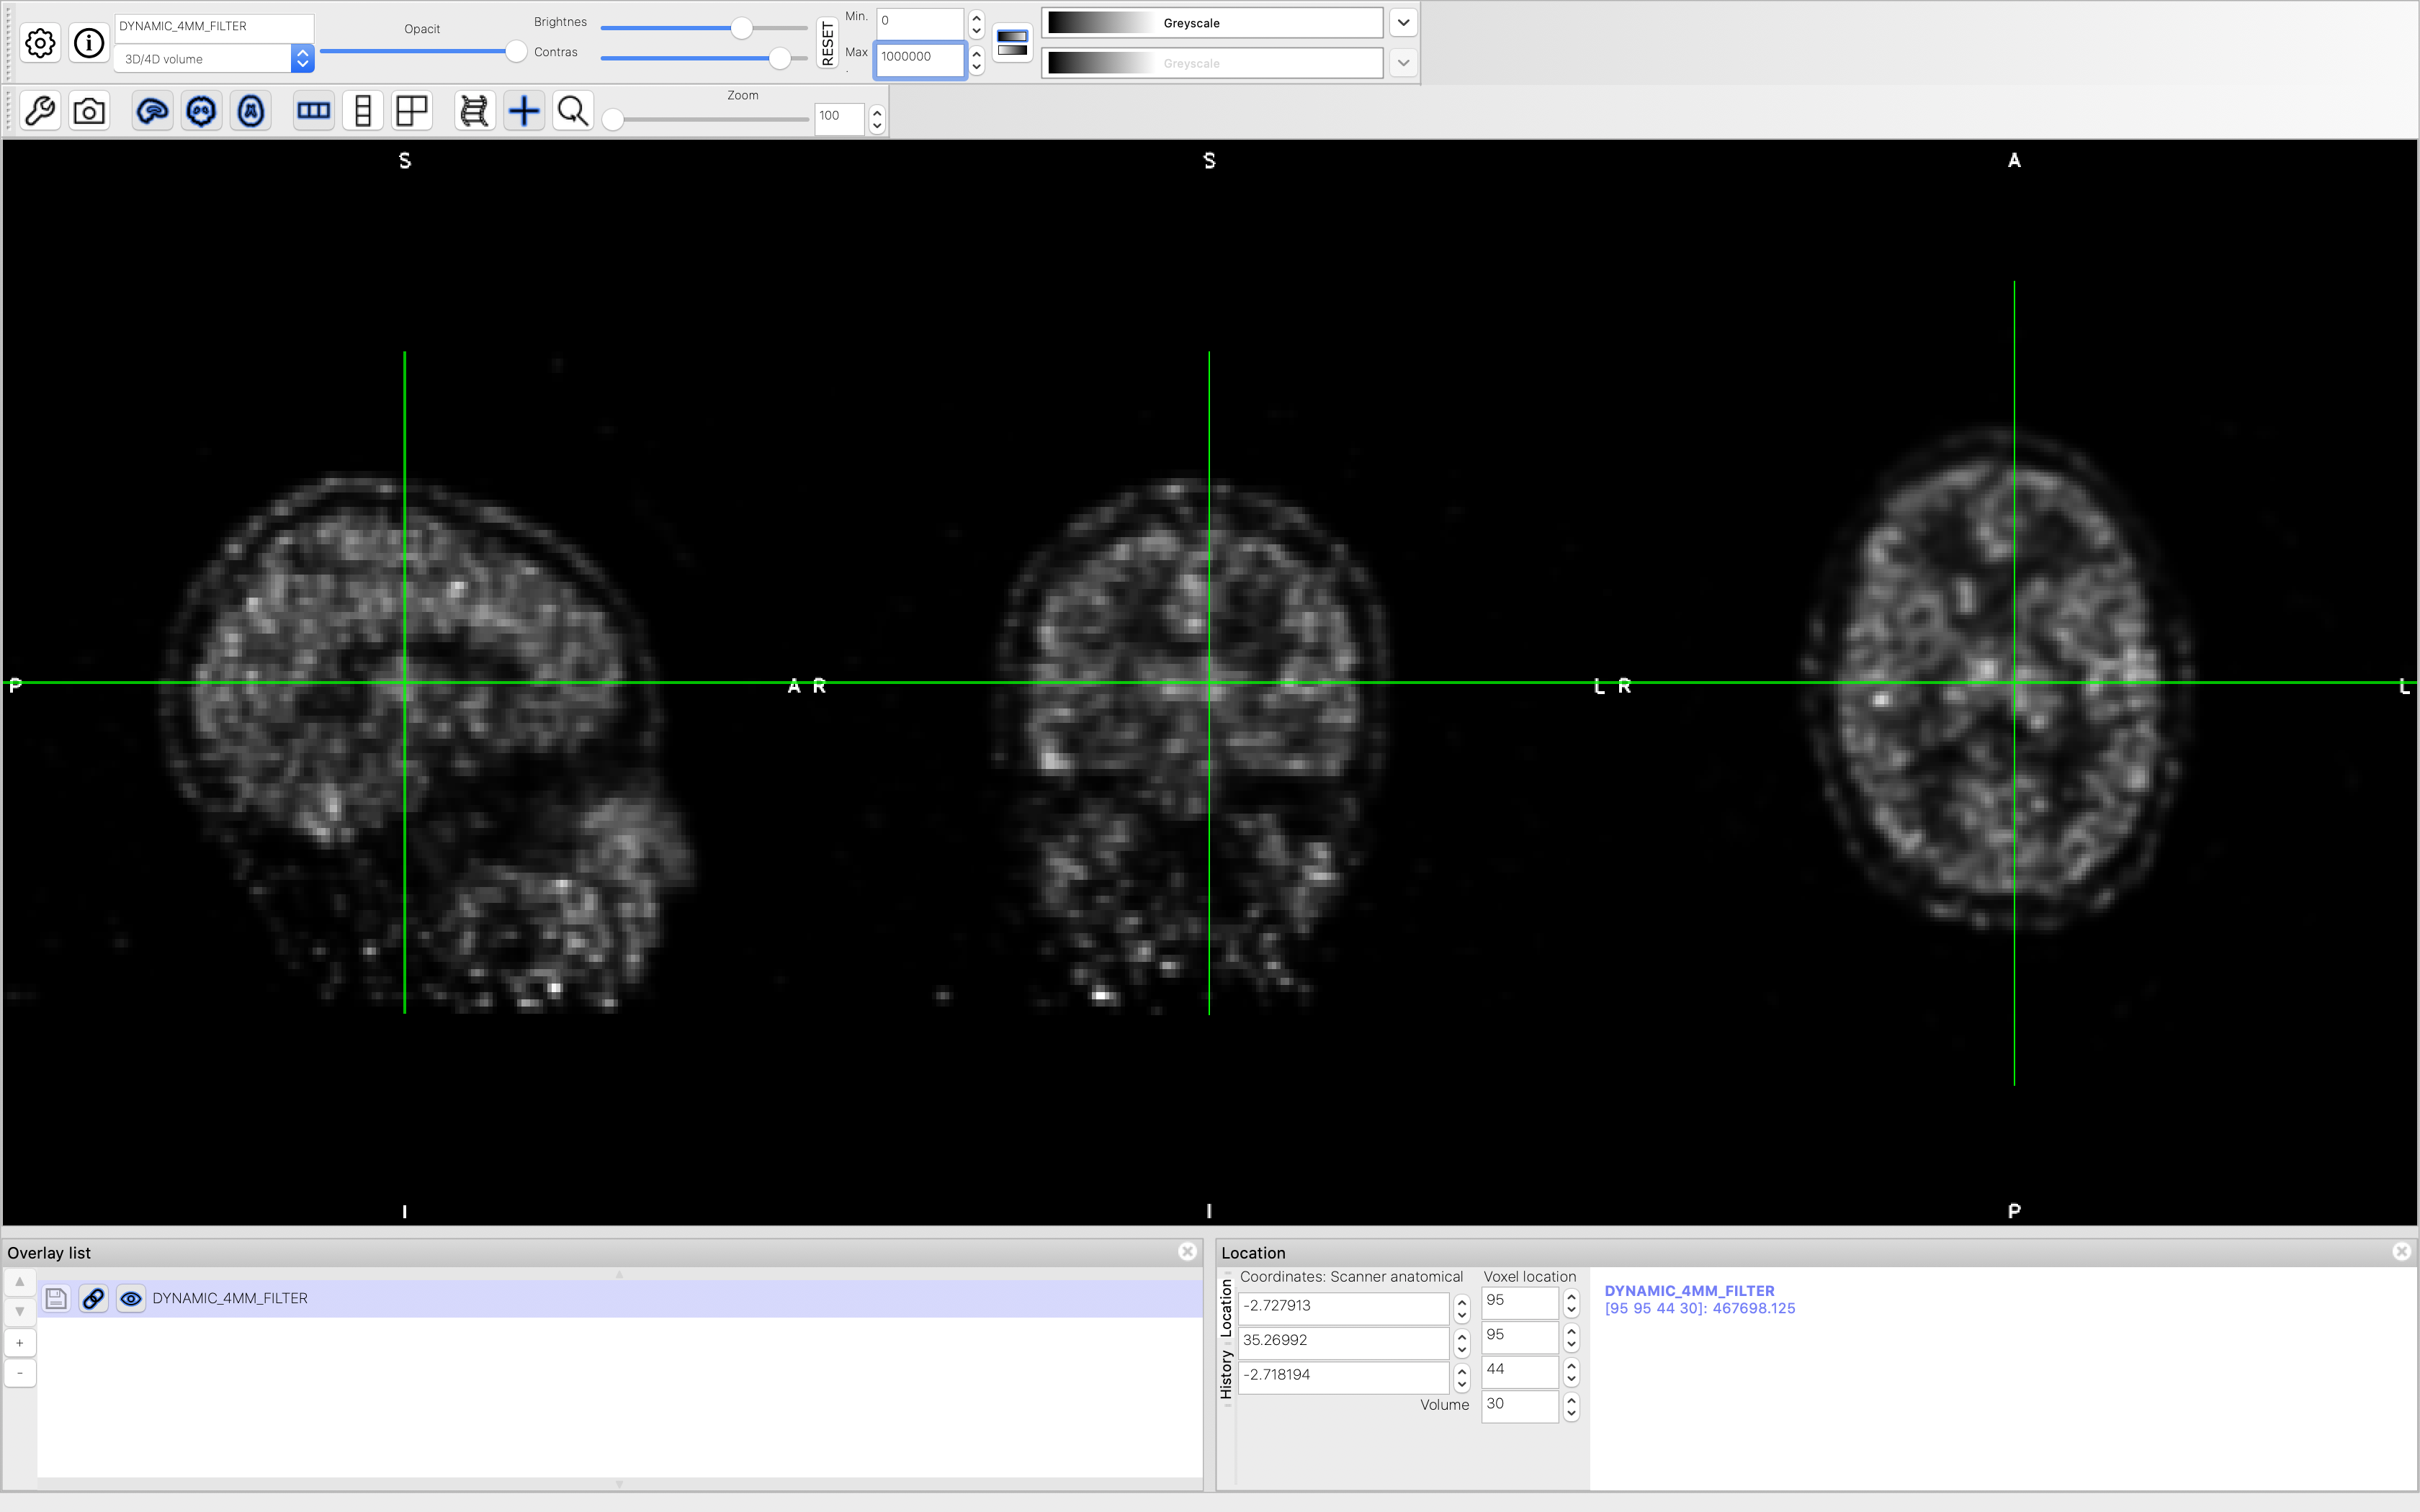 DYNAMIC_4MM_FILTER
3D/4D volume
Opacit
Brightnes
Contras
RESET
Min.
0
Max
.
1000000
Greyscale
Greyscale
Zoom
100
S
S
A
P
A
R
L
R
L
I
I
P
Overlay list
DYNAMIC_4MM_FILTER
+
-
Location
Location
History
Coordinates: Scanner anatomical
Voxel location
-2.727913
95
35.26992
95
-2.718194
44
Volume
30
DYNAMIC_4MM_FILTER
[95 95 44 30]: 467698.125